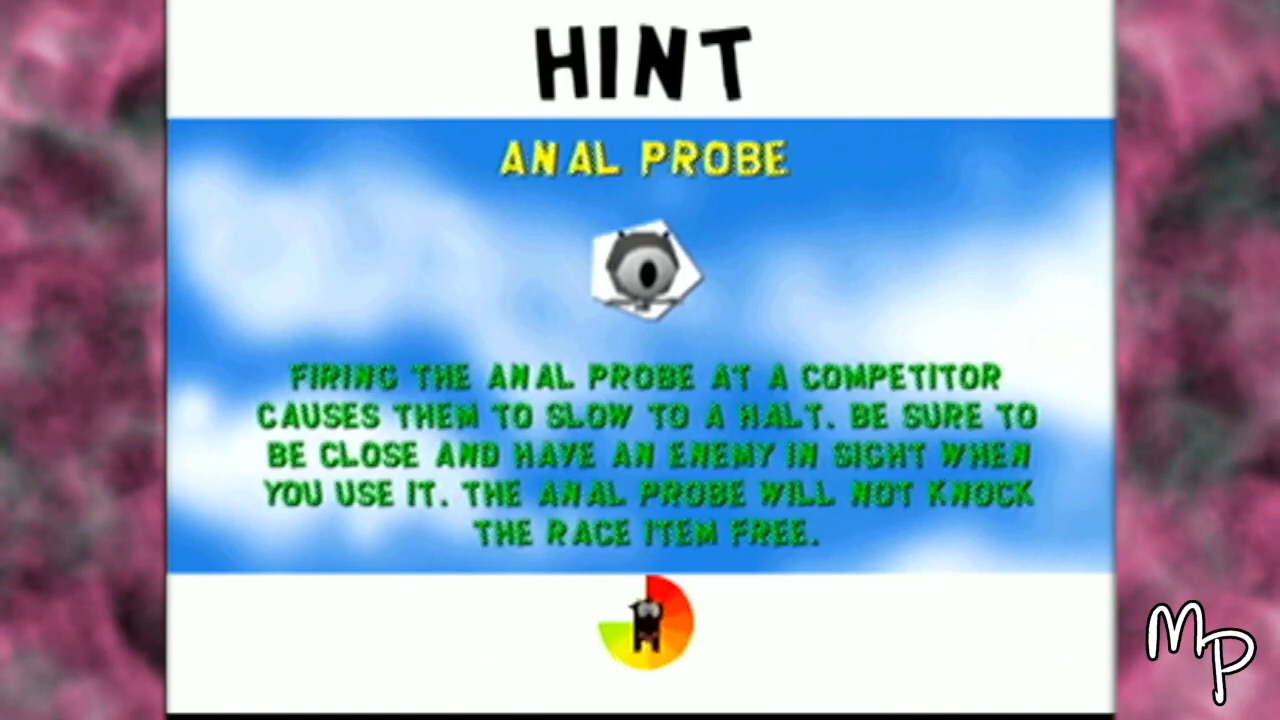 HINT
ANAL PROBE
FIRING THE ANAL PROBE AT A COMPETITOR
CAUSES THEM TO SLOW TO A HALT. BE SURE TO
BE CLOSE AND HAVE AN ENEMY IN SIGHT WHEN
YOU USE IT. THE ANAL PROBE WILL NOT KNOCK
THE RACE ITEM FREE.
MP